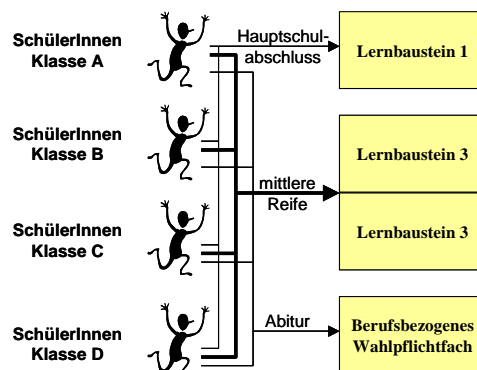 SchülerInnen
Klasse A
Hauptschul-
abschluss
Lernbaustein 1
SchülerInnen
Klasse B
Lernbaustein 3
mittlere
Reife
SchülerInnen
Klasse C
Lernbaustein 3
SchülerInnen
Klasse D
Abitur
Berufsbezogenes
Wahlpflichtfach